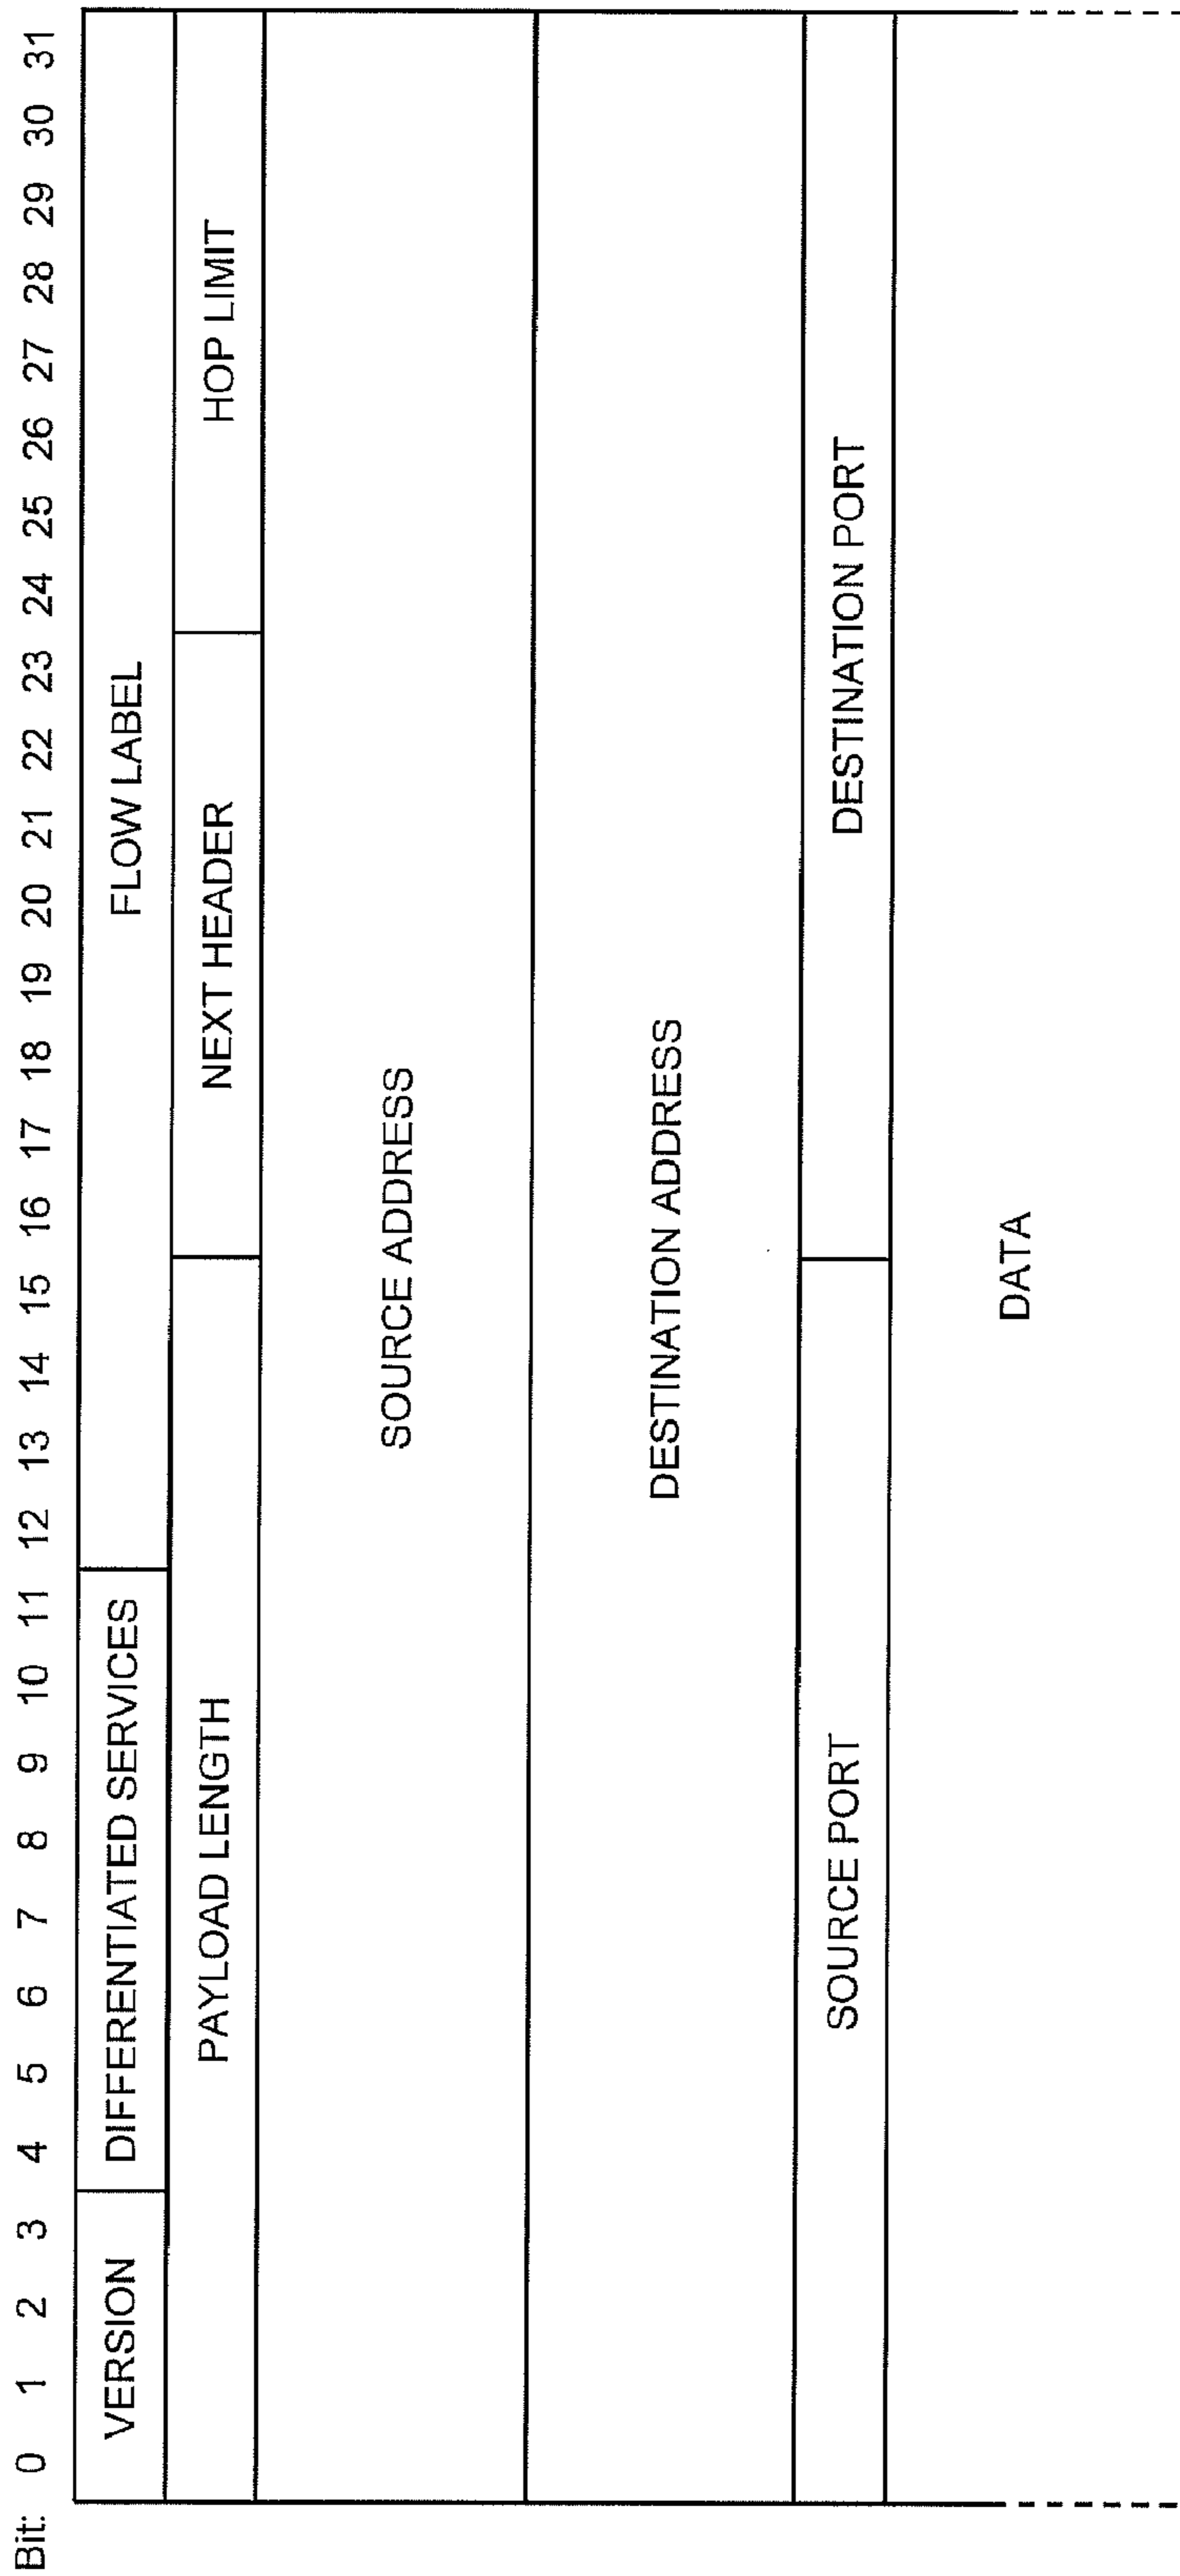 Bit: 0 1 2 3 4 5 6 7 8 9 10 11 12 13 14 15 16 17 18 19 20 21 22 23 24 25 26 27 28 29 30 31
VERSION DIFFERENTIATED SERVICES FLOW LABEL
PAYLOAD LENGTH NEXT HEADER HOP LIMIT
SOURCE ADDRESS
DESTINATION ADDRESS
SOURCE PORT DESTINATION PORT
DATA